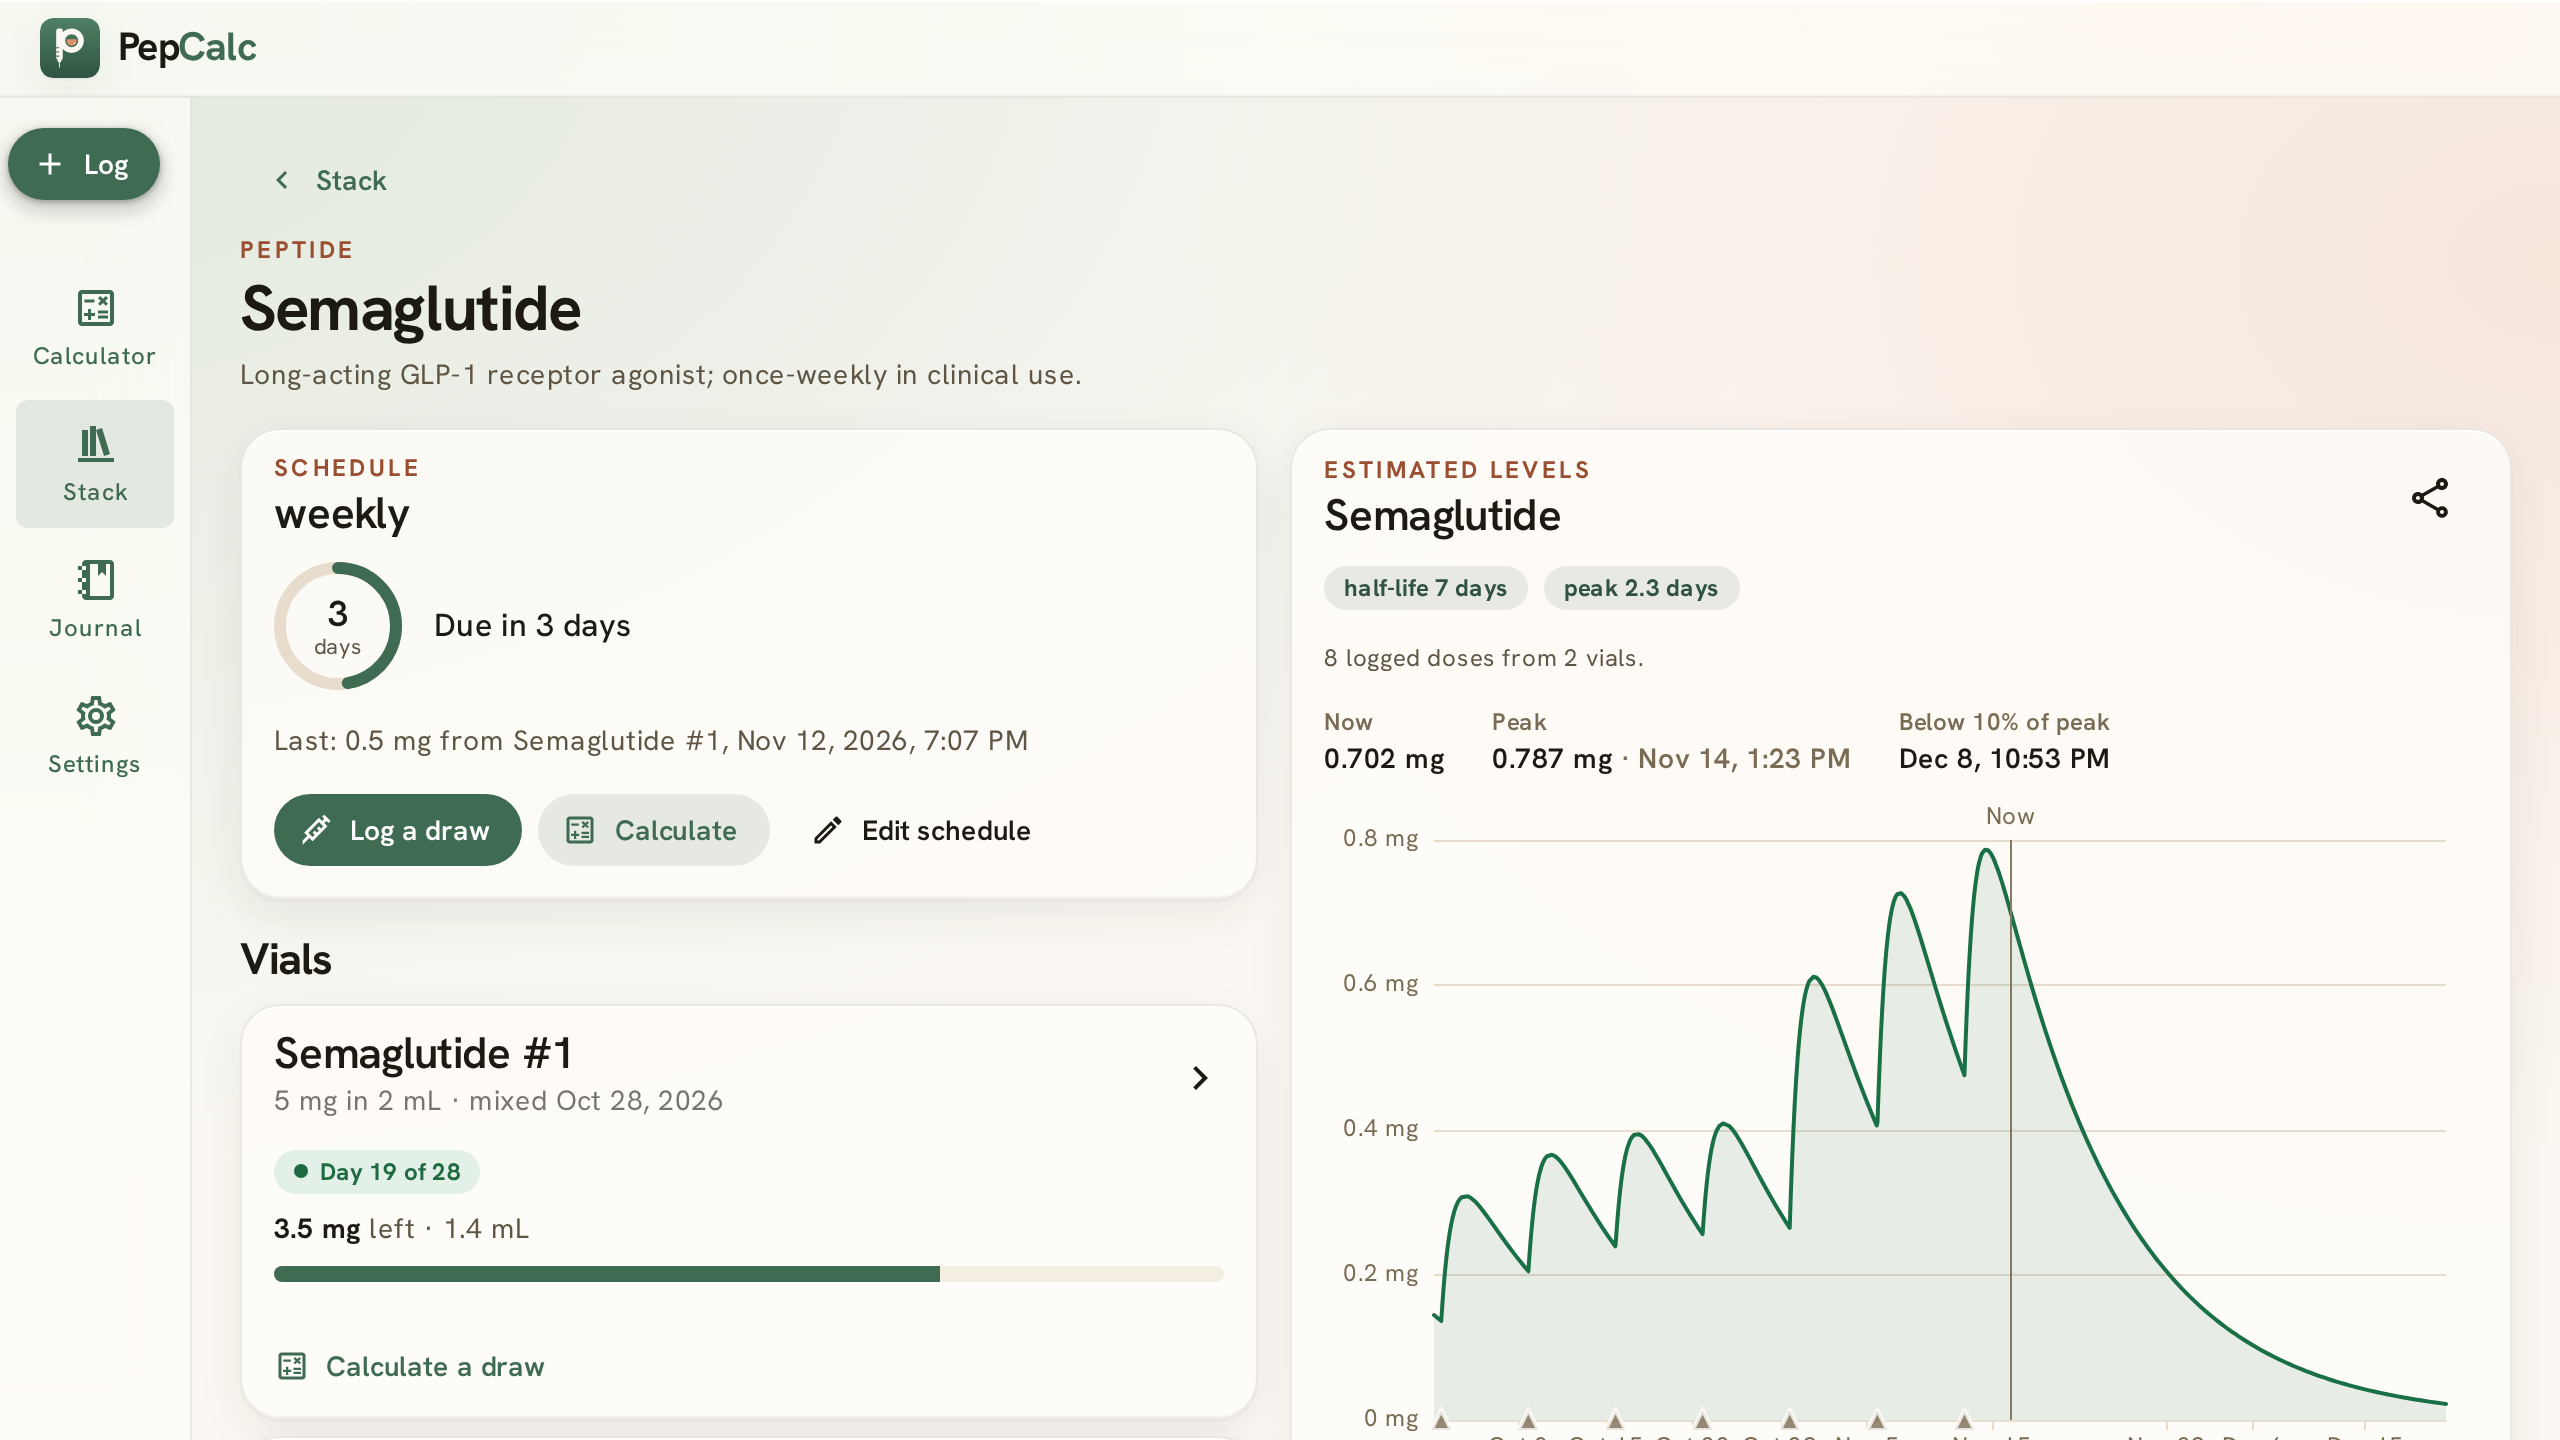 PepCalc
Log
Calculator
Stack
Journal
Settings
Stack
PEPTIDE
Semaglutide
Long-acting GLP-1 receptor agonist; once-weekly in clinical use.
SCHEDULE
weekly
3
days
Due in 3 days
Last: 0.5 mg from Semaglutide #1, Nov 12, 2026, 7:07 PM
Log a draw
Calculate
Edit schedule
Vials
Semaglutide #1
5 mg in 2 mL · mixed Oct 28, 2026
Day 19 of 28
3.5 mg left · 1.4 mL
Calculate a draw
ESTIMATED LEVELS
Semaglutide
half-life 7 days
peak 2.3 days
8 logged doses from 2 vials.
Now
0.702 mg
Peak
0.787 mg · Nov 14, 1:23 PM
Below 10% of peak
Dec 8, 10:53 PM
Now
0.8 mg
0.6 mg
0.4 mg
0.2 mg
0 mg